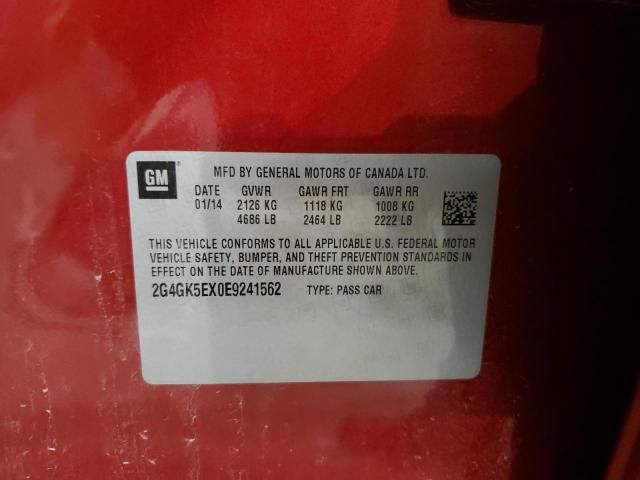 GM
MFD BY GENERAL MOTORS OF CANADA LTD.
DATE GVWR GAWR FRT GAWR RR
01/14 2126 KG 1118 KG 1008 KG
4686 LB 2464 LB 2222 LB
THIS VEHICLE CONFORMS TO ALL APPLICABLE U.S. FEDERAL MOTOR
VEHICLE SAFETY, BUMPER, AND THEFT PREVENTION STANDARDS IN
EFFECT ON THE DATE OF MANUFACTURE SHOWN ABOVE.
2G4GK5EX0E9241562 TYPE: PASS CAR